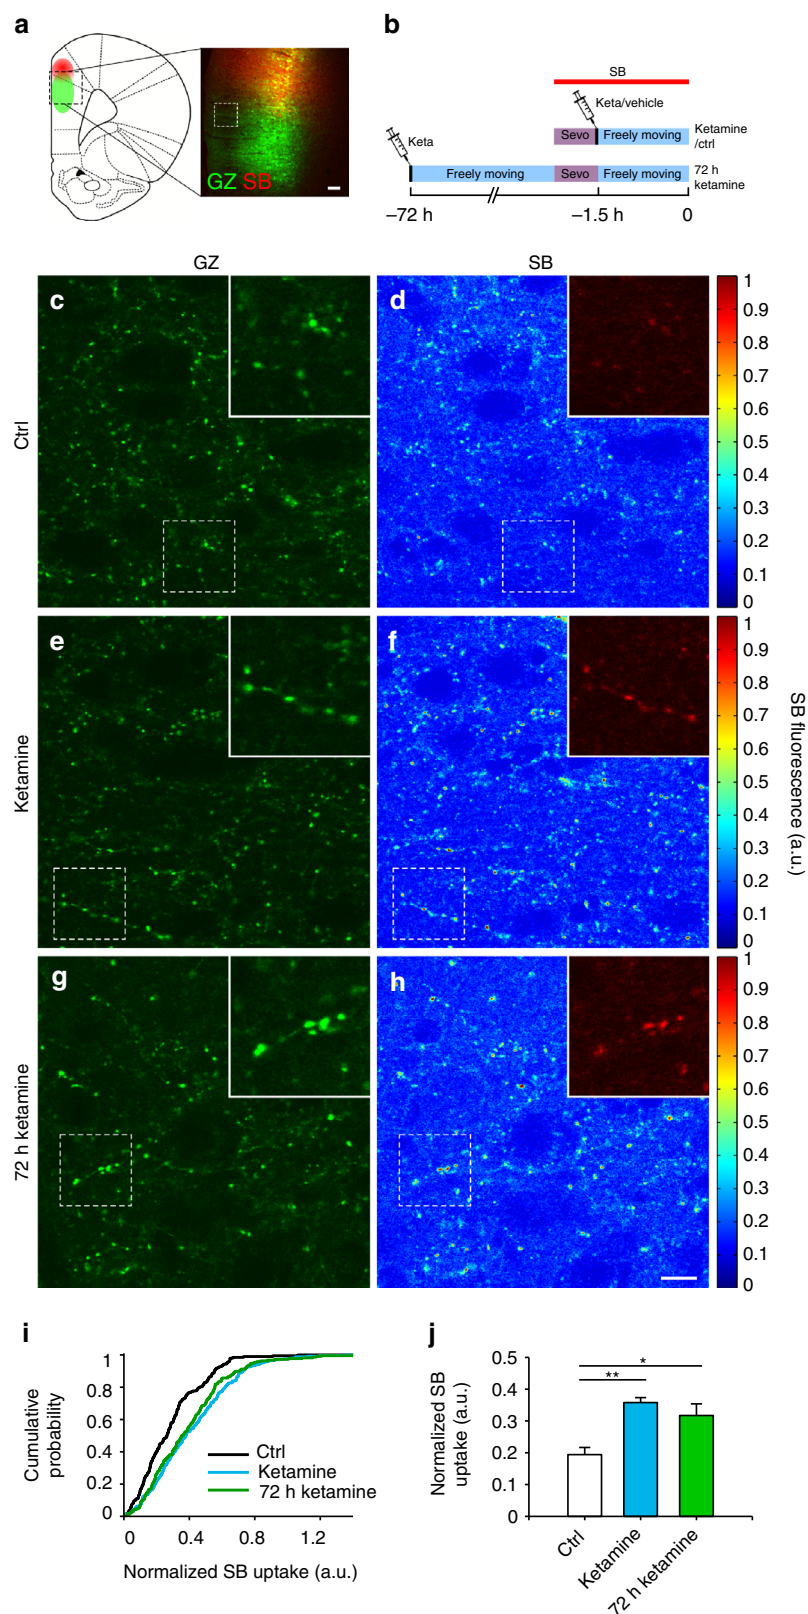 a
GZ SB
b
SB
Keta/vehicle
Sevo
Freely moving
Ketamine
/ctrl
Keta
Freely moving
Sevo
Freely moving
72 h
ketamine
−72 h
−1.5 h
0
GZ
SB
Ctrl
c
d
1
0.9
0.8
0.7
0.6
0.5
0.4
0.3
0.2
0.1
0
Ketamine
e
f
1
0.9
0.8
0.7
0.6
0.5
0.4
0.3
0.2
0.1
0
SB fluorescence (a.u.)
72 h ketamine
g
h
1
0.9
0.8
0.7
0.6
0.5
0.4
0.3
0.2
0.1
0
i
Cumulative
probability
1
0.8
0.6
0.4
0.2
0
Ctrl
Ketamine
72 h ketamine
0
0.4
0.8
1.2
Normalized SB uptake (a.u.)
j
Normalized SB
uptake (a.u.)
0.5
0.4
0.3
0.2
0.1
0
*
**
Ctrl
Ketamine
72 h ketamine